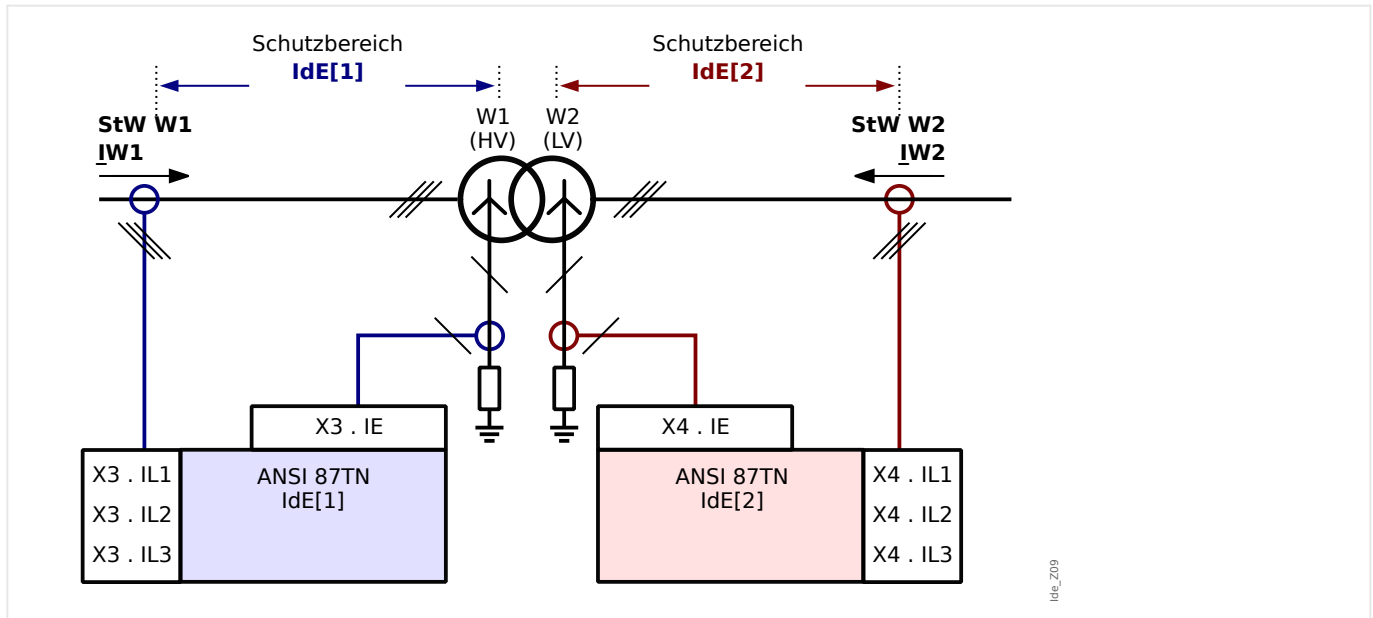 Schutzbereich
IdE[1]
Schutzbereich
IdE[2]
StW W1
IW1
W1
(HV)
W2
(LV)
StW W2
IW2
X3 . IE
X4 . IE
X3 . IL1
X3 . IL2
X3 . IL3
ANSI 87TN
IdE[1]
ANSI 87TN
IdE[2]
X4 . IL1
X4 . IL2
X4 . IL3
Ide_Z09